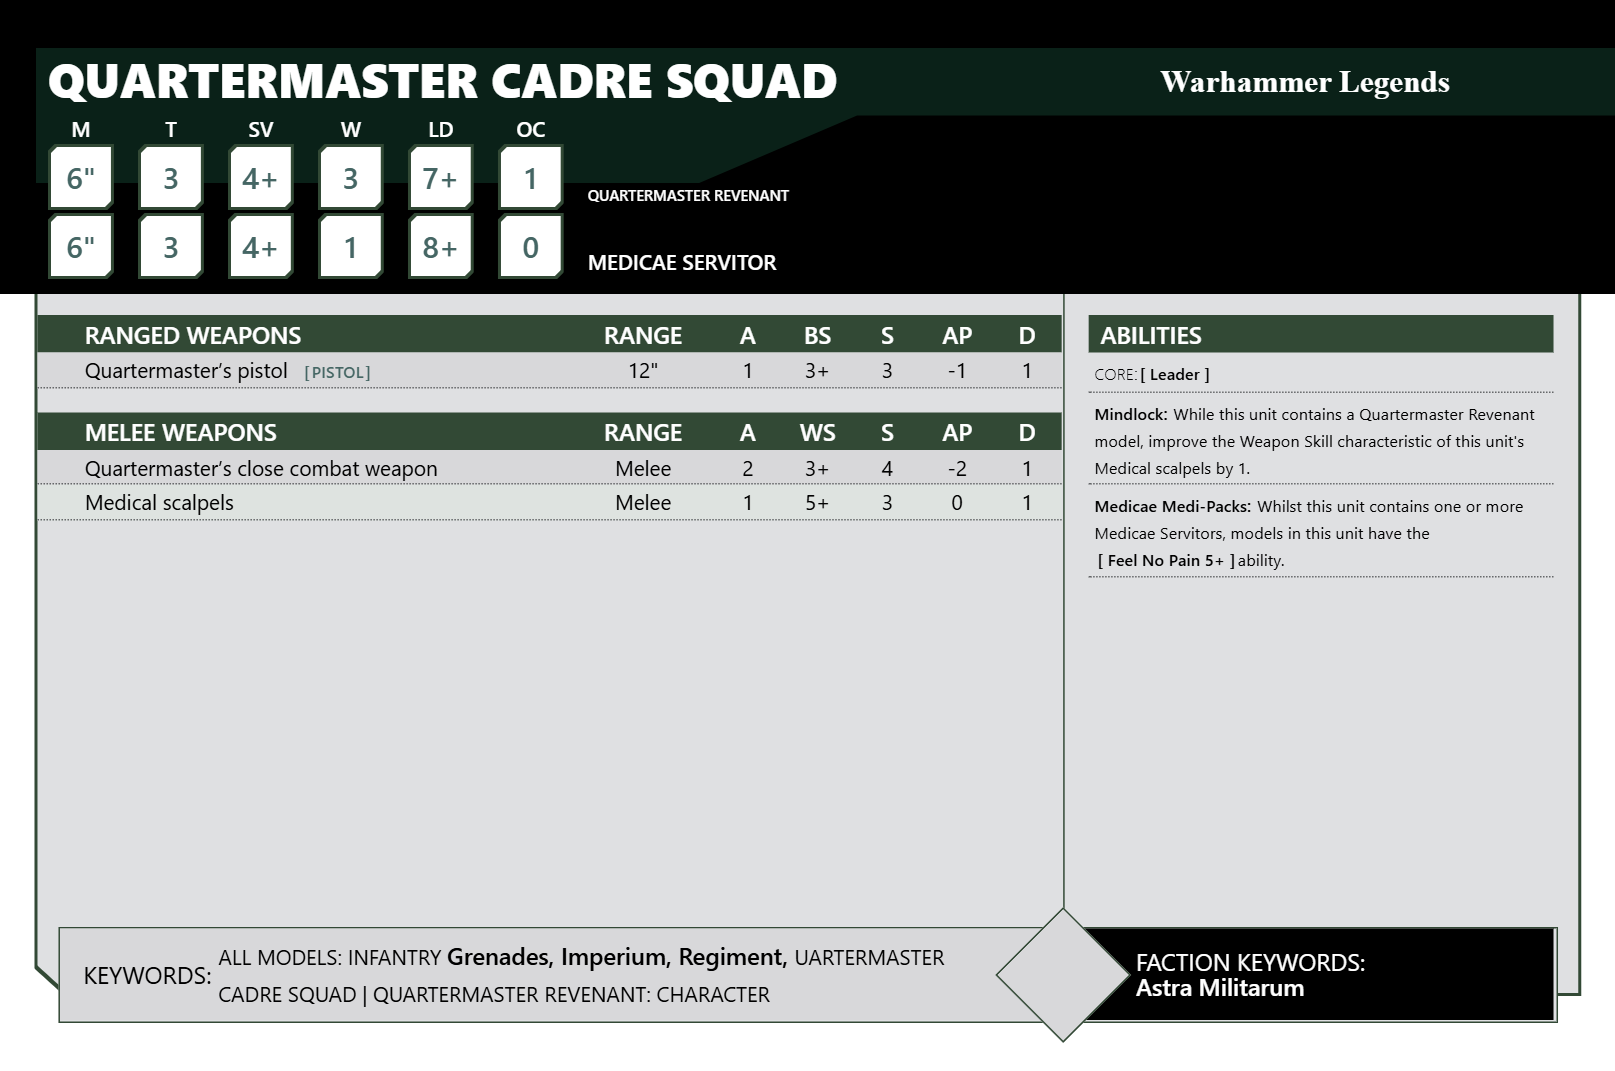 QUARTERMASTER CADRE SQUAD
Warhammer Legends
M T SV W LD OC
6" 3 4+ 3 7+ 1
QUARTERMASTER REVENANT
6" 3 4+ 1 8+ 0
MEDICAE SERVITOR
RANGED WEAPONS RANGE A BS S AP D
Quartermaster’s pistol [PISTOL] 12" 1 3+ 3 -1 1
MELEE WEAPONS RANGE A WS S AP D
Quartermaster’s close combat weapon Melee 2 3+ 4 -2 1
Medical scalpels Melee 1 5+ 3 0 1
ABILITIES
CORE: [ Leader ]
Mindlock: While this unit contains a Quartermaster Revenant
model, improve the Weapon Skill characteristic of this unit's
Medical scalpels by 1.
Medicae Medi-Packs: Whilst this unit contains one or more
Medicae Servitors, models in this unit have the
[ Feel No Pain 5+ ] ability.
KEYWORDS:
ALL MODELS: INFANTRY Grenades, Imperium, Regiment, UARTERMASTER
CADRE SQUAD | QUARTERMASTER REVENANT: CHARACTER
FACTION KEYWORDS:
Astra Militarum